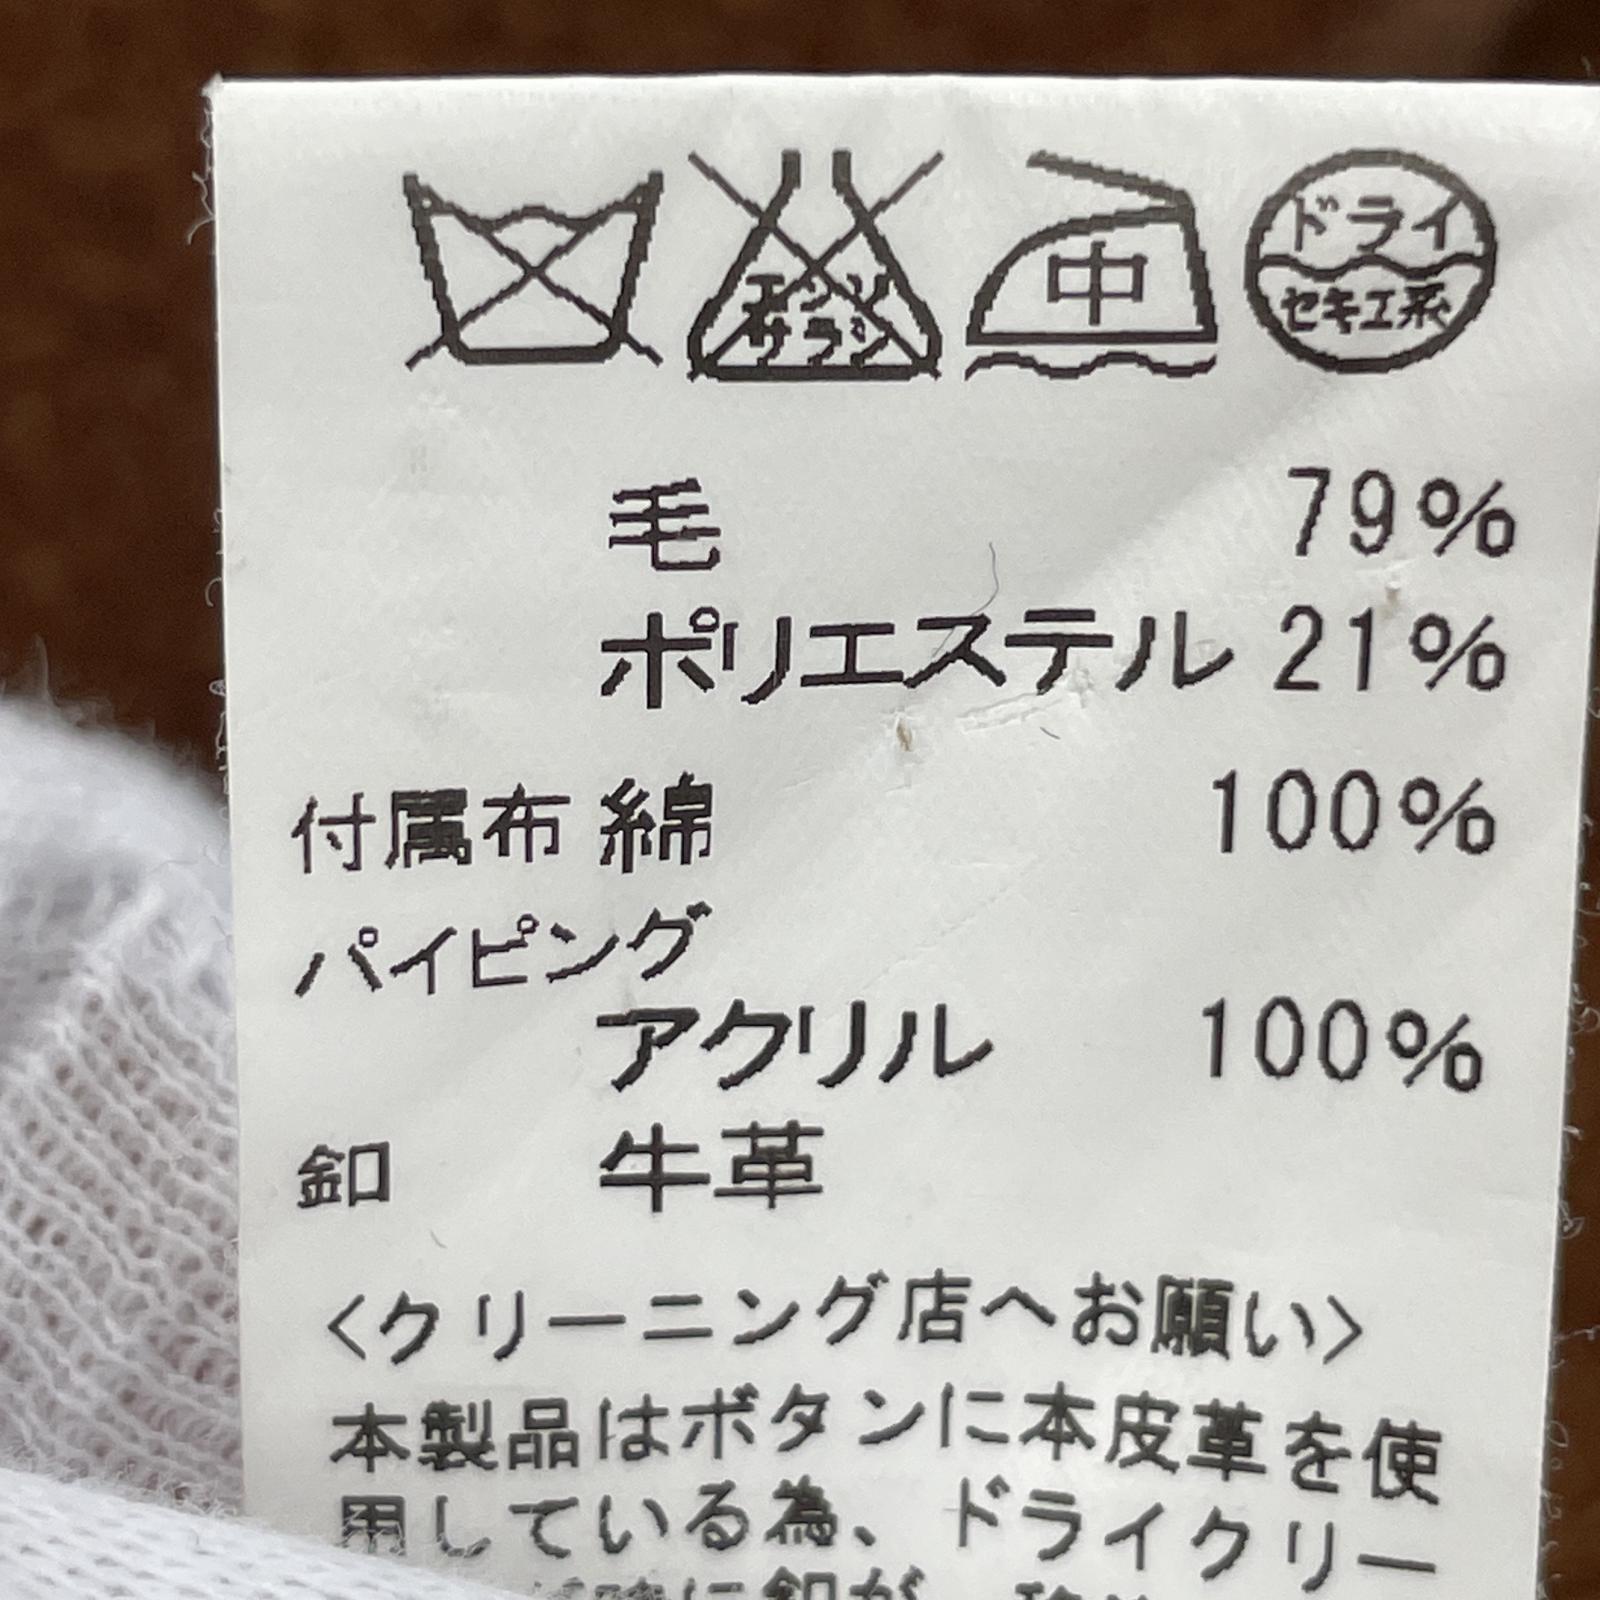 エンソ
サラシ
中
ドライ
セキエ系
毛 79%
ポリエステル 21%
付属布 綿 100%
パイピング
アクリル 100%
釦 牛革
<クリーニング店へお願い>
本製品はボタンに本皮革を使
用している為、ドライクリー
に釦が、